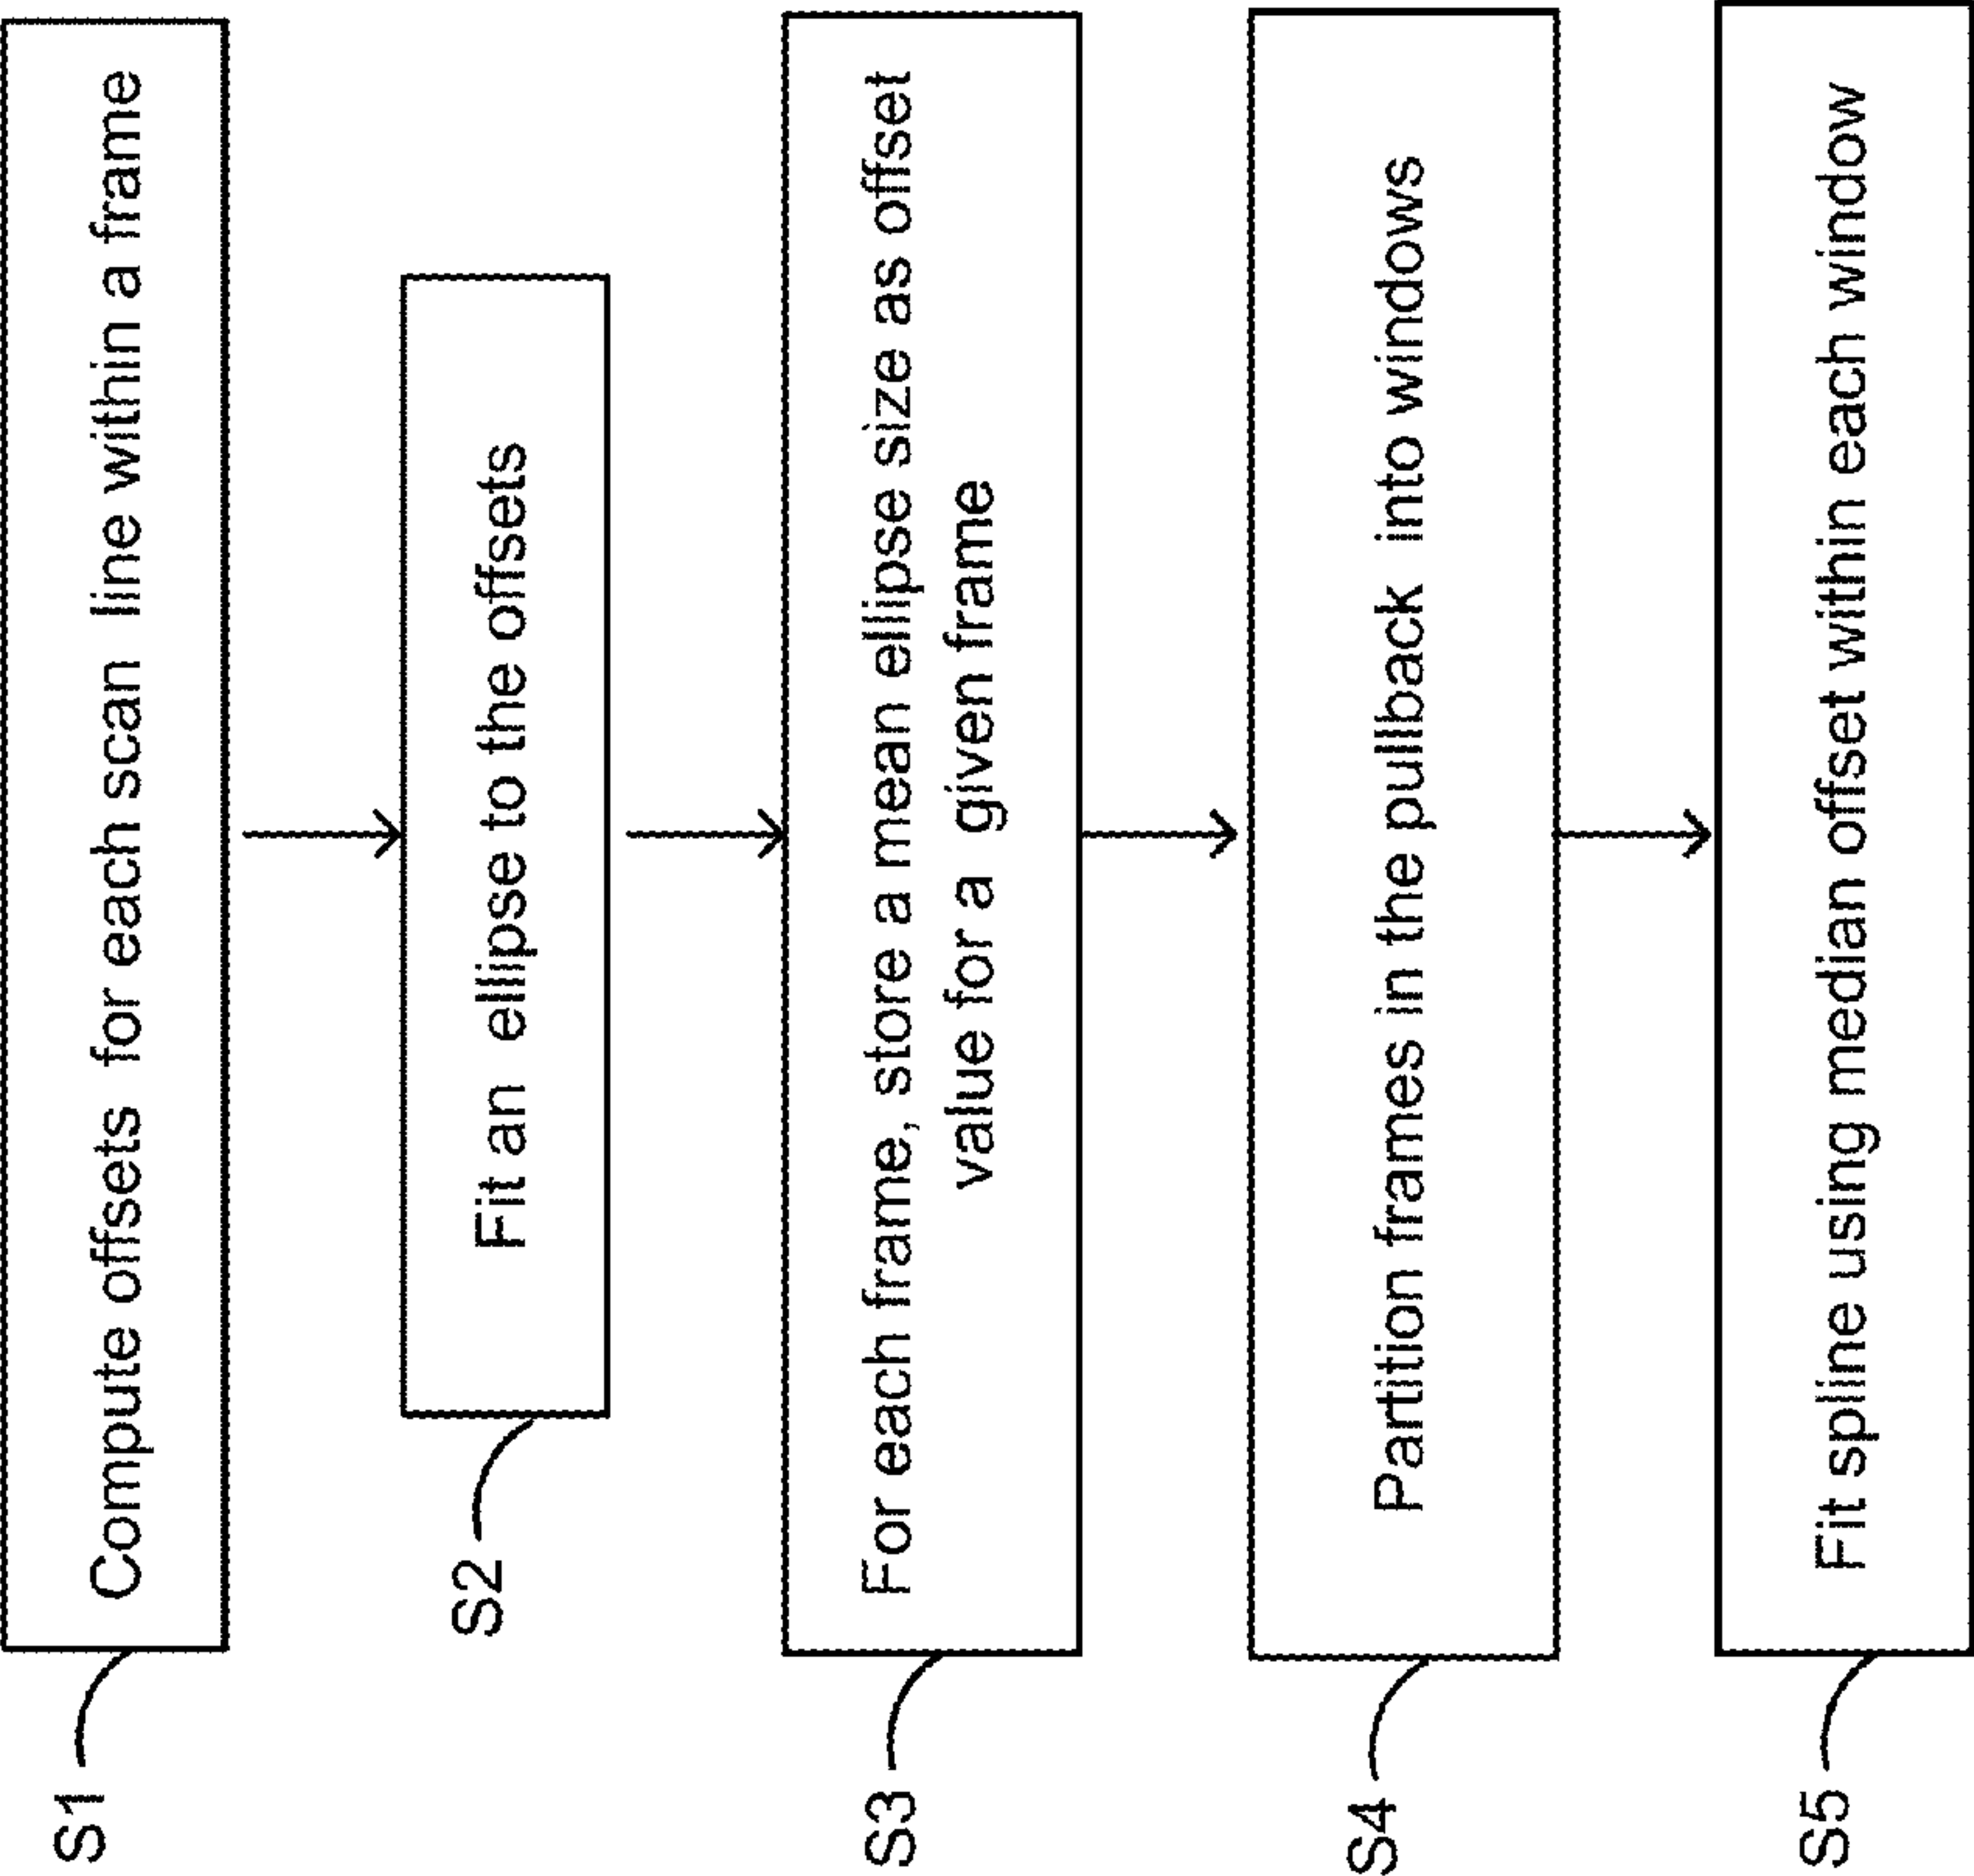 S1
Compute offsets for each scan line within a frame
S2
Fit an ellipse to the offsets
S3
For each frame, store a mean ellipse size as offset
value for a given frame
S4
Partition frames in the pullback into windows
S5
Fit spline using median offset within each window